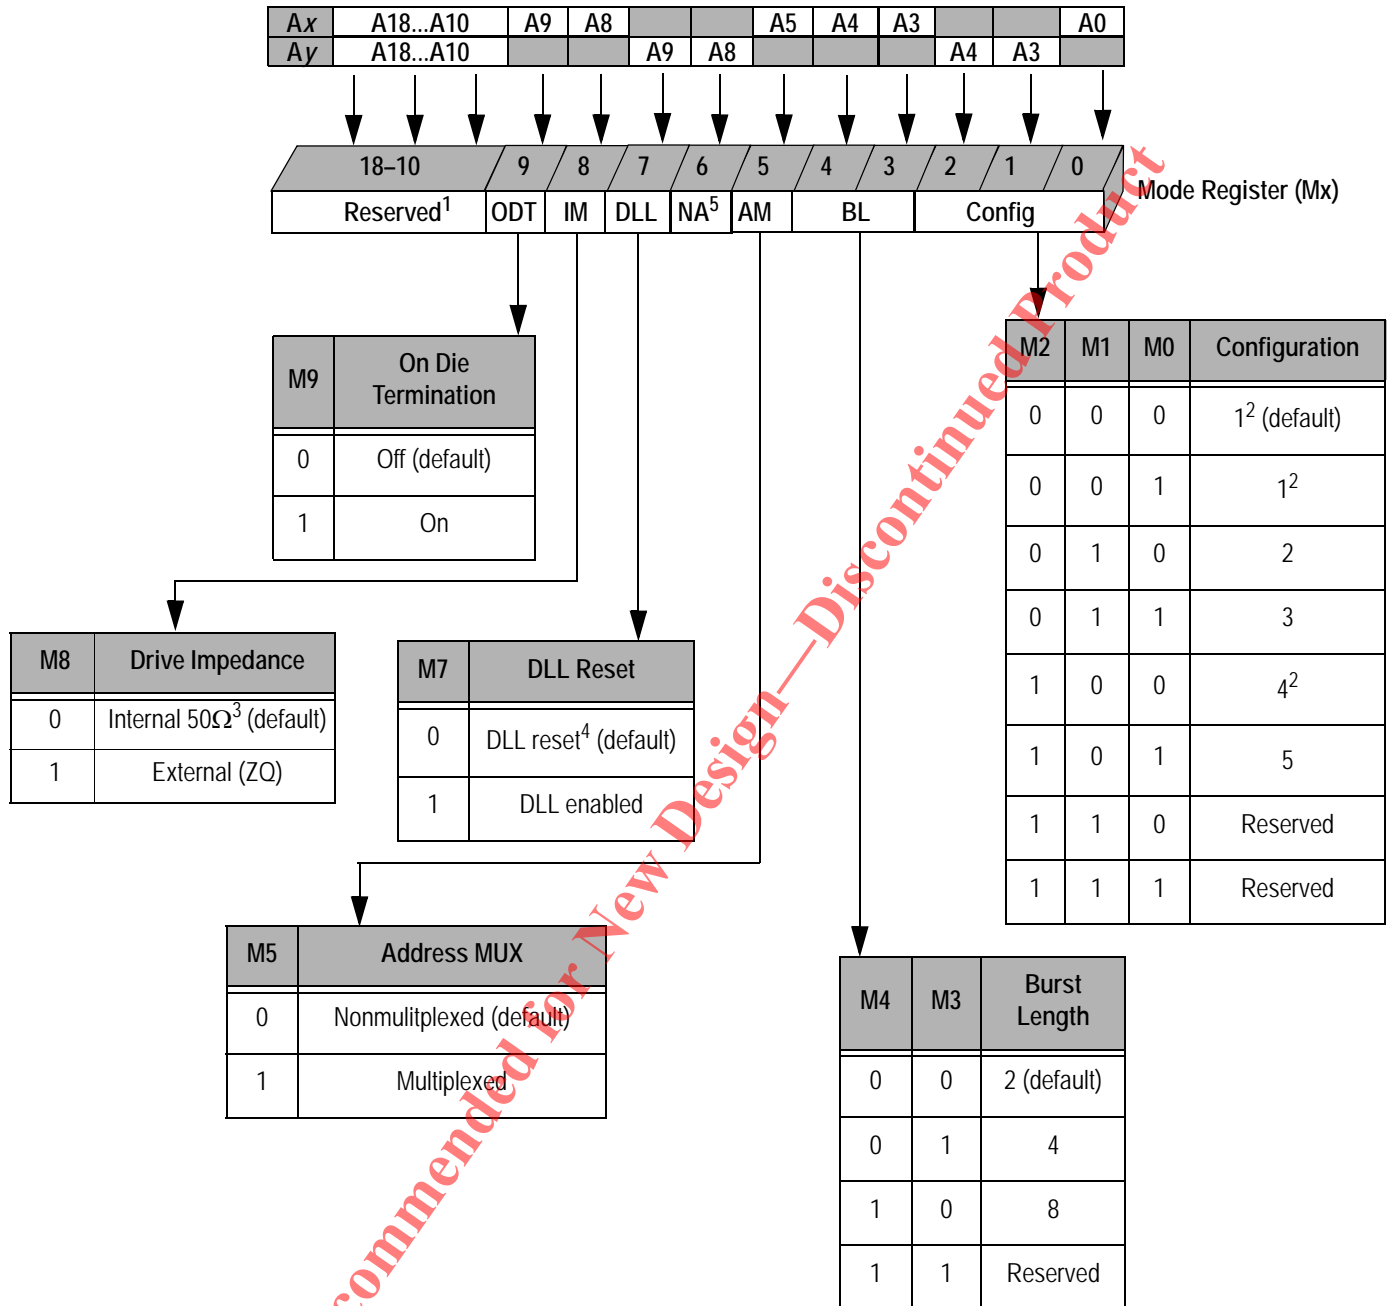 Ax A18...A10 A9 A8 A5 A4 A3 A0
Ay A18...A10 A9 A8 A4 A3
18–10 9 8 7 6 5 4 3 2 1 0
Mode Register (Mx)
Reserved1 ODT IM DLL NA5 AM BL Config
M9 On Die Termination
0 Off (default)
1 On
M2 M1 M0 Configuration
0 0 0 12 (default)
0 0 1 12
0 1 0 2
0 1 1 3
1 0 0 42
1 0 1 5
1 1 0 Reserved
1 1 1 Reserved
M8 Drive Impedance
0 Internal 50Ω3 (default)
1 External (ZQ)
M7 DLL Reset
0 DLL reset4 (default)
1 DLL enabled
M5 Address MUX
0 Nonmulitplexed (default)
1 Multiplexed
M4 M3 Burst Length
0 0 2 (default)
0 1 4
1 0 8
1 1 Reserved
commended for New Design—Discontinued Product